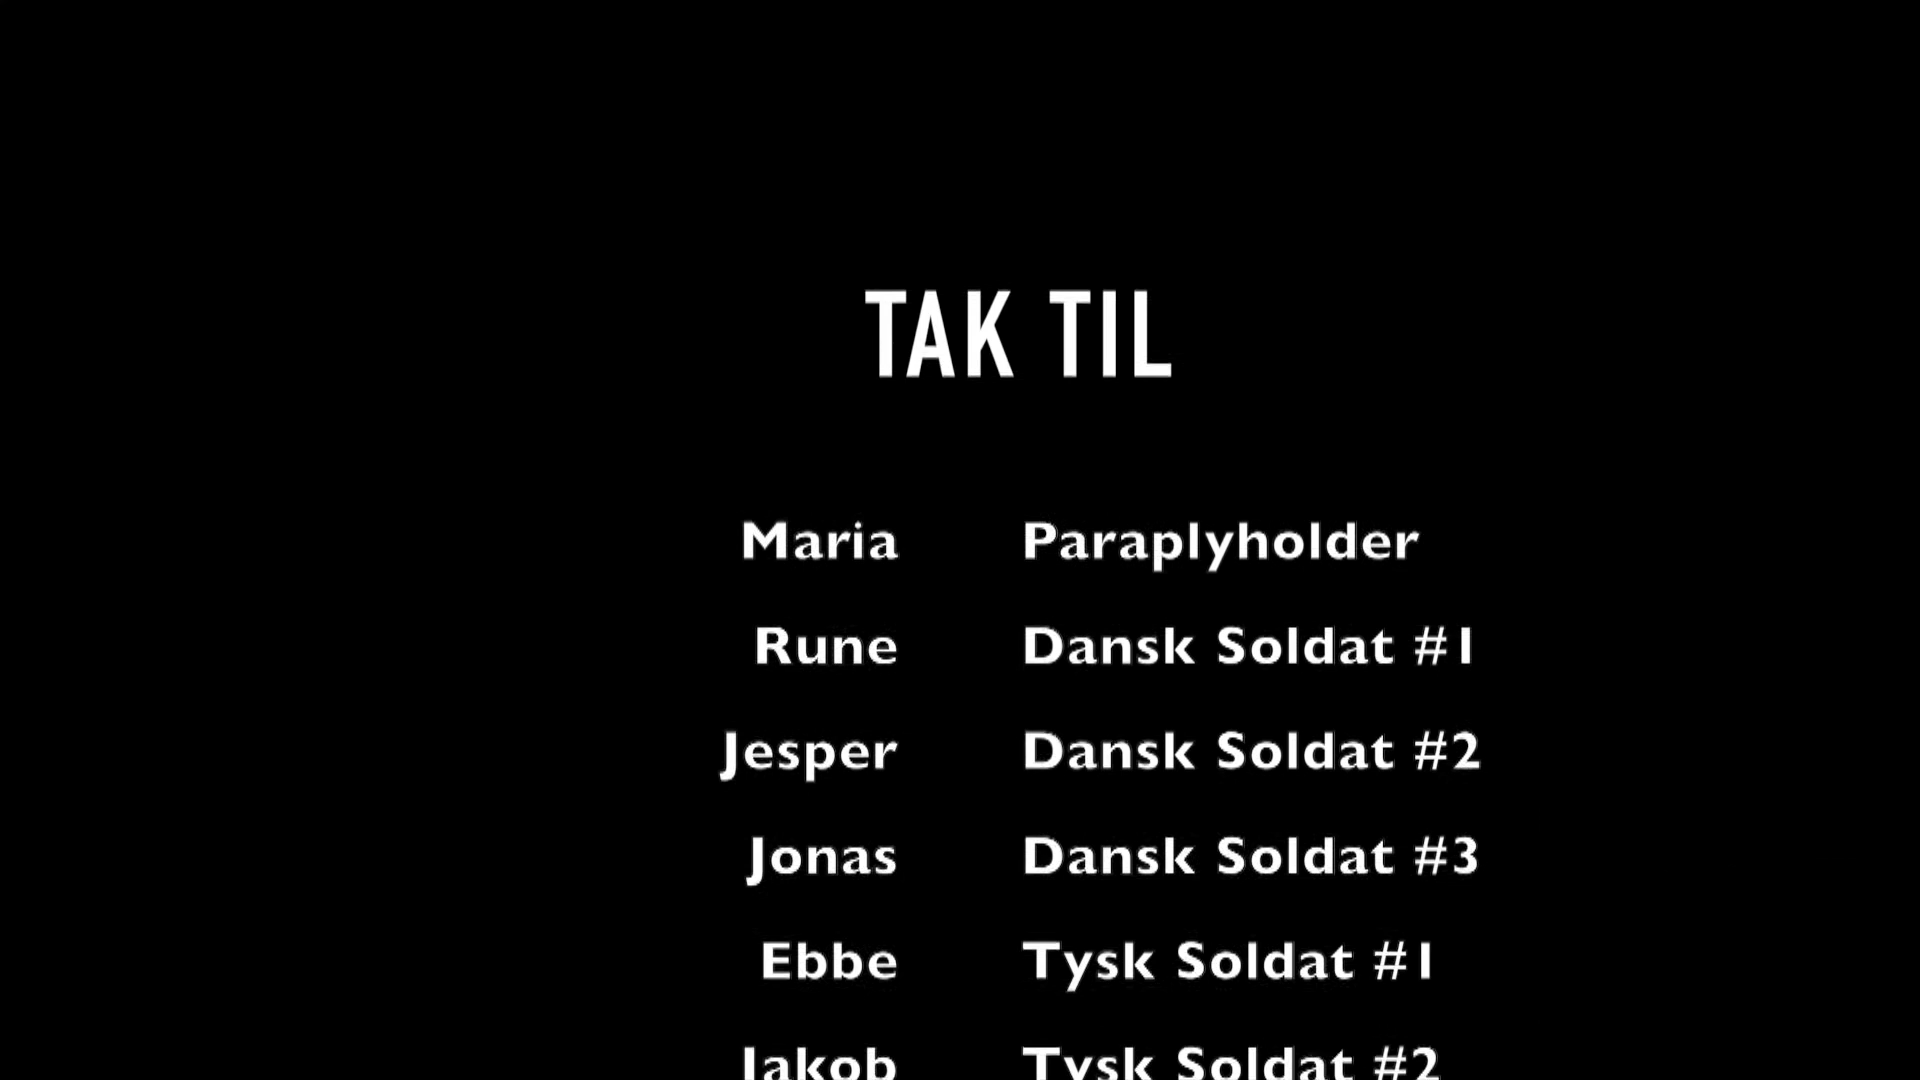 TAK TIL
Maria Paraplyholder
Rune Dansk Soldat #1
Jesper Dansk Soldat #2
Jonas Dansk Soldat #3
Ebbe Tysk Soldat #1
Jakob Tysk Soldat #2